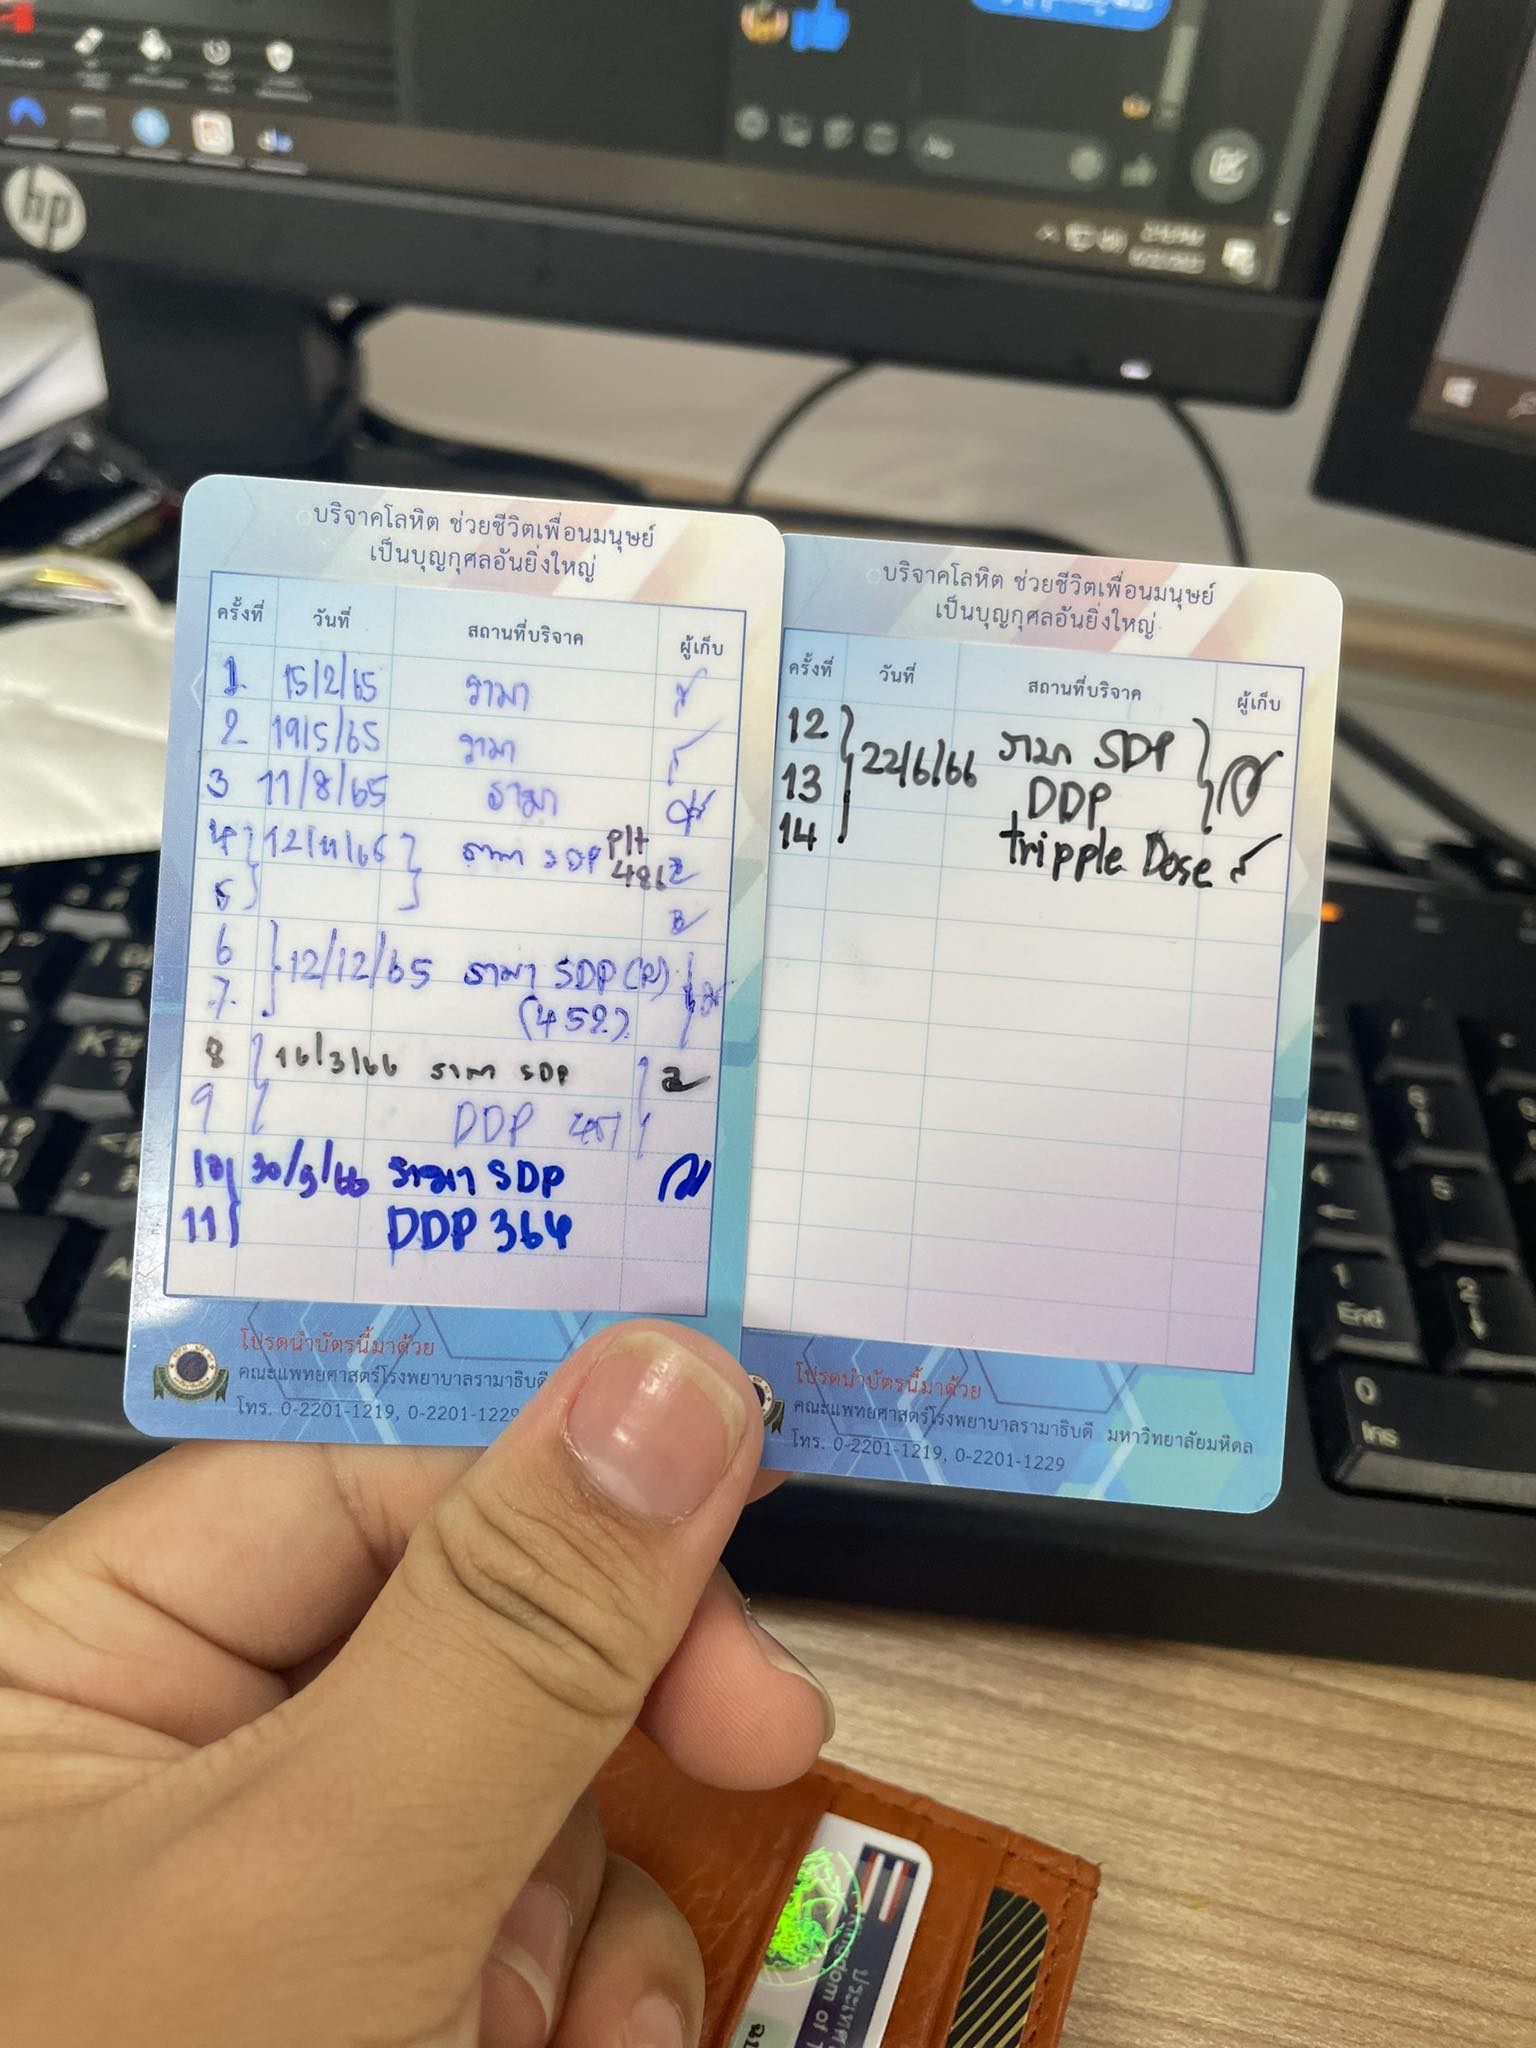 hp
บริจาคโลหิต ช่วยชีวิตเพื่อนมนุษย์
เป็นบุญกุศลอันยิ่งใหญ่
ครั้งที่ วันที่ สถานที่บริจาค ผู้เก็บ
1 15/2/65 รามา
2 19/5/65 รามา
3 11/8/65 รามา
4 12/11/65 รามา SDP Plt
5 486
6 12/12/65 รามา SDP (R)
7 (452)
8 16/3/66 รามา SDP
9 DDP 451
10 30/5/66 รามา SDP
11 DDP 364
โปรดนำบัตรนี้มาด้วย
คณะแพทยศาสตร์โรงพยาบาลรามาธิบดี
โทร. 0-2201-1219, 0-2201-1229
บริจาคโลหิต ช่วยชีวิตเพื่อนมนุษย์
เป็นบุญกุศลอันยิ่งใหญ่
ครั้งที่ วันที่ สถานที่บริจาค ผู้เก็บ
12 22/6/66 รามา SDP
13 DDP
14 tripple Dose
โปรดนำบัตรนี้มาด้วย
คณะแพทยศาสตร์โรงพยาบาลรามาธิบดี มหาวิทยาลัยมหิดล
โทร. 0-2201-1219, 0-2201-1229
1
End
2
5
0
Ins